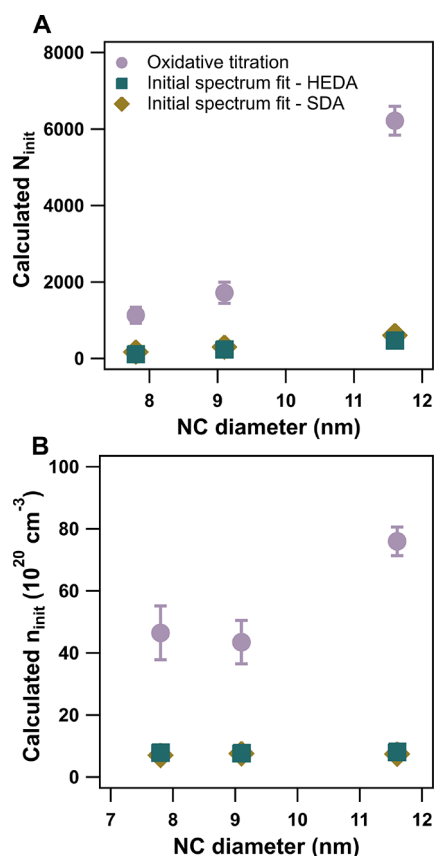 A
8000
6000
4000
2000
0
Calculated N_init
Oxidative titration
Initial spectrum fit - HEDA
Initial spectrum fit - SDA
8 9 10 11 12
NC diameter (nm)
B
100
80
60
40
20
0
Calculated n_init (10^20 cm^-3)
7 8 9 10 11 12
NC diameter (nm)